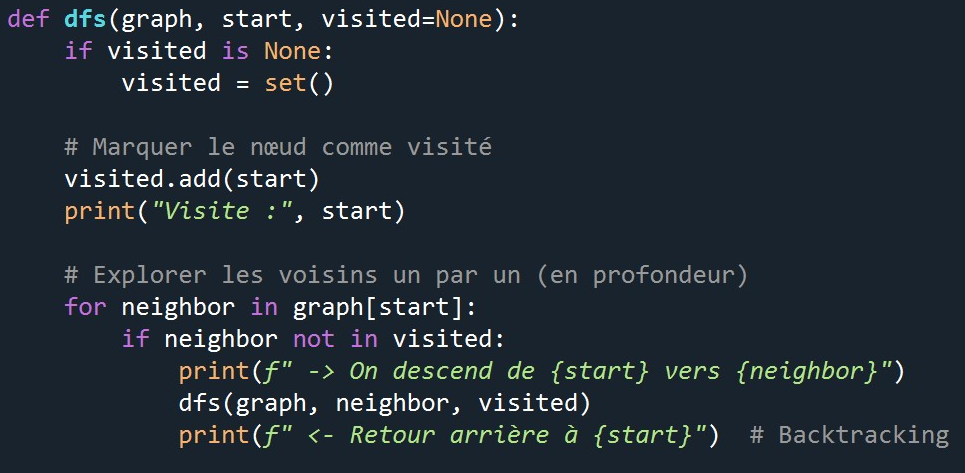 def dfs(graph, start, visited=None):
    if visited is None:
        visited = set()

    # Marquer le nœud comme visité
    visited.add(start)
    print("Visite :", start)

    # Explorer les voisins un par un (en profondeur)
    for neighbor in graph[start]:
        if neighbor not in visited:
            print(f" -> On descend de {start} vers {neighbor}")
            dfs(graph, neighbor, visited)
            print(f" <- Retour arrière à {start}")  # Backtracking